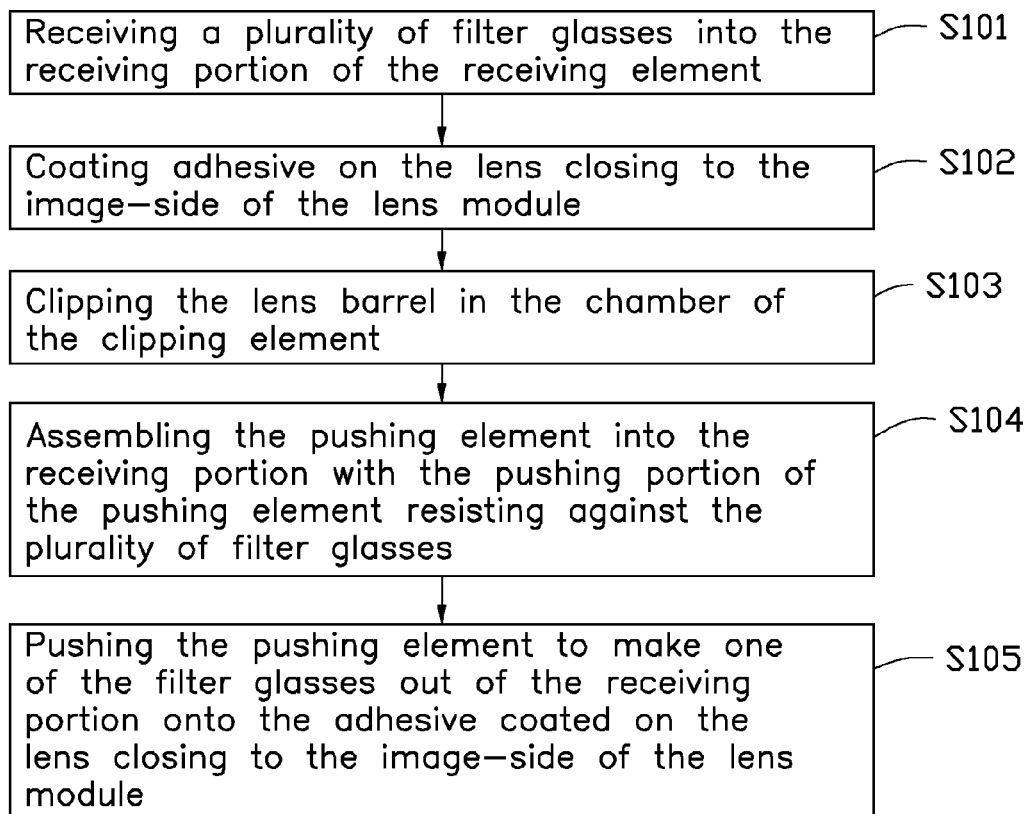 Receiving a plurality of filter glasses into the
receiving portion of the receiving element
S101
Coating adhesive on the lens closing to the
image-side of the lens module
S102
Clipping the lens barrel in the chamber of
the clipping element
S103
Assembling the pushing element into the
receiving portion with the pushing portion of
the pushing element resisting against the
plurality of filter glasses
S104
Pushing the pushing element to make one
of the filter glasses out of the receiving
portion onto the adhesive coated on the
lens closing to the image-side of the lens
module
S105